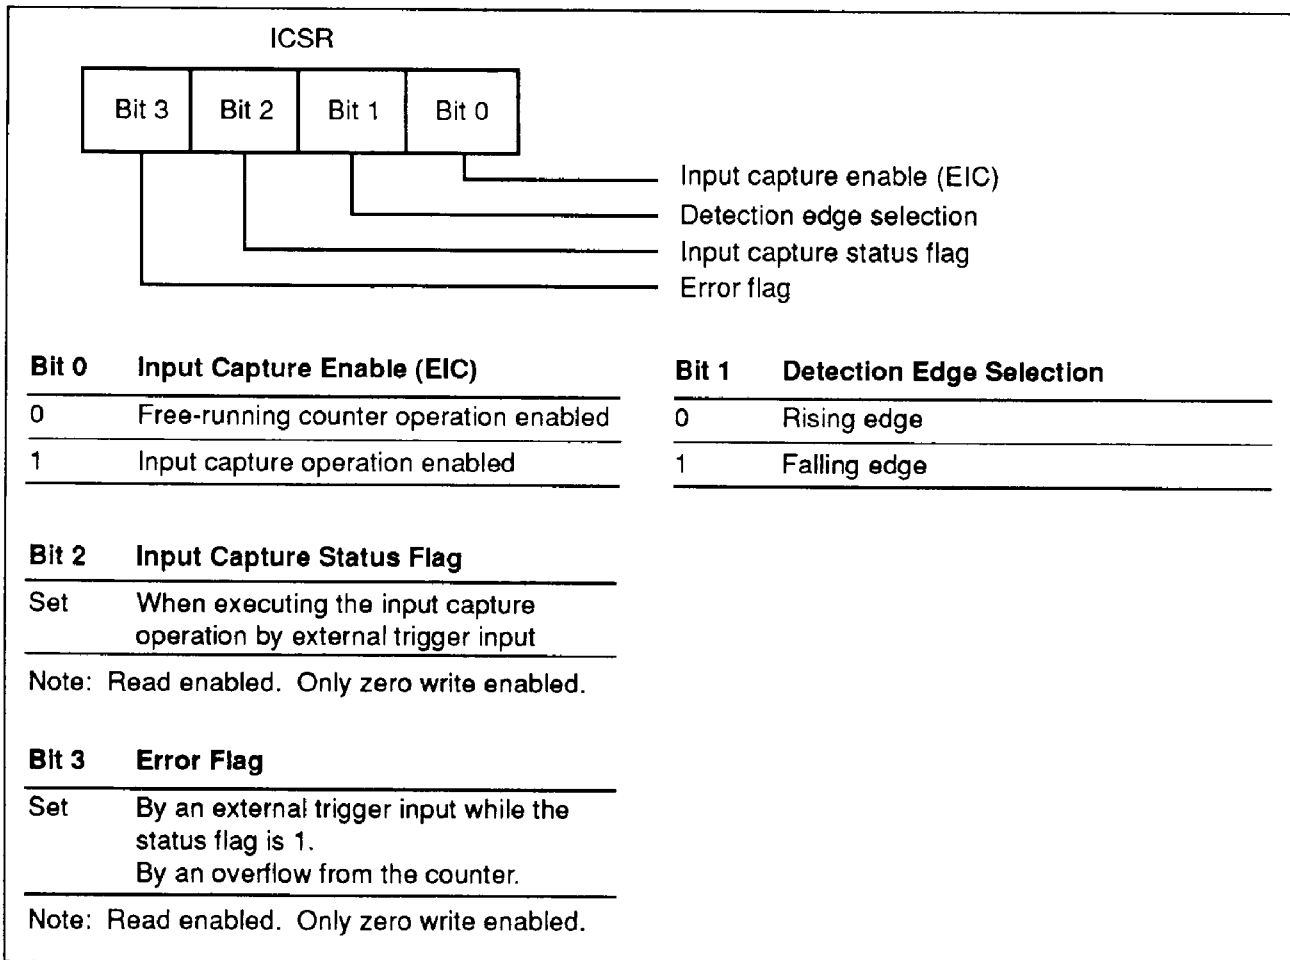 ICSR
Bit 3 Bit 2 Bit 1 Bit 0
Input capture enable (EIC)
Detection edge selection
Input capture status flag
Error flag
Bit 0 Input Capture Enable (EIC)
0 Free-running counter operation enabled
1 Input capture operation enabled
Bit 1 Detection Edge Selection
0 Rising edge
1 Falling edge
Bit 2 Input Capture Status Flag
Set When executing the input capture
operation by external trigger input
Note: Read enabled. Only zero write enabled.
Bit 3 Error Flag
Set By an external trigger input while the
status flag is 1.
By an overflow from the counter.
Note: Read enabled. Only zero write enabled.